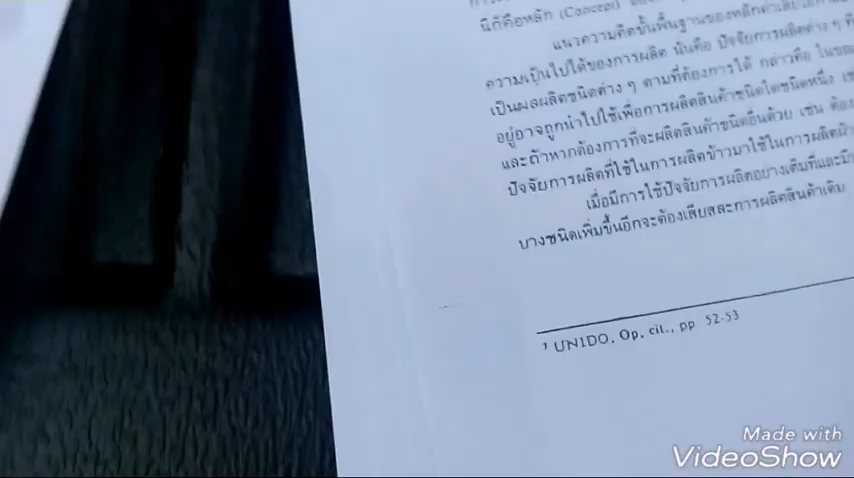 นี้ก็คือหลัก (Concept)
แนวความคิดขั้นพื้นฐานของหลักค่าเสียโอกาส
ความเป็นไปได้ของการผลิต นั่นคือ ปัจจัยการผลิตต่าง ๆ
เป็นผลผลิตชนิดต่าง ๆ ตามที่ต้องการได้ กล่าวคือ
อยู่อาจถูกนำไปใช้เพื่อการผลิตสินค้าชนิดใดชนิดหนึ่ง
และถ้าหากต้องการที่จะผลิตสินค้าชนิดอื่นด้วย เช่น ต้อง
ปัจจัยการผลิตที่ใช้ในการผลิตข้าวมาใช้ในการผลิต
เมื่อมีการใช้ปัจจัยการผลิตอย่างเต็มที่และ
บางชนิดเพิ่มขึ้นอีกจะต้องเสียสละการผลิตสินค้าเดิม
¹ UNIDO, Op, cit., pp 52-53
Made with
VideoShow